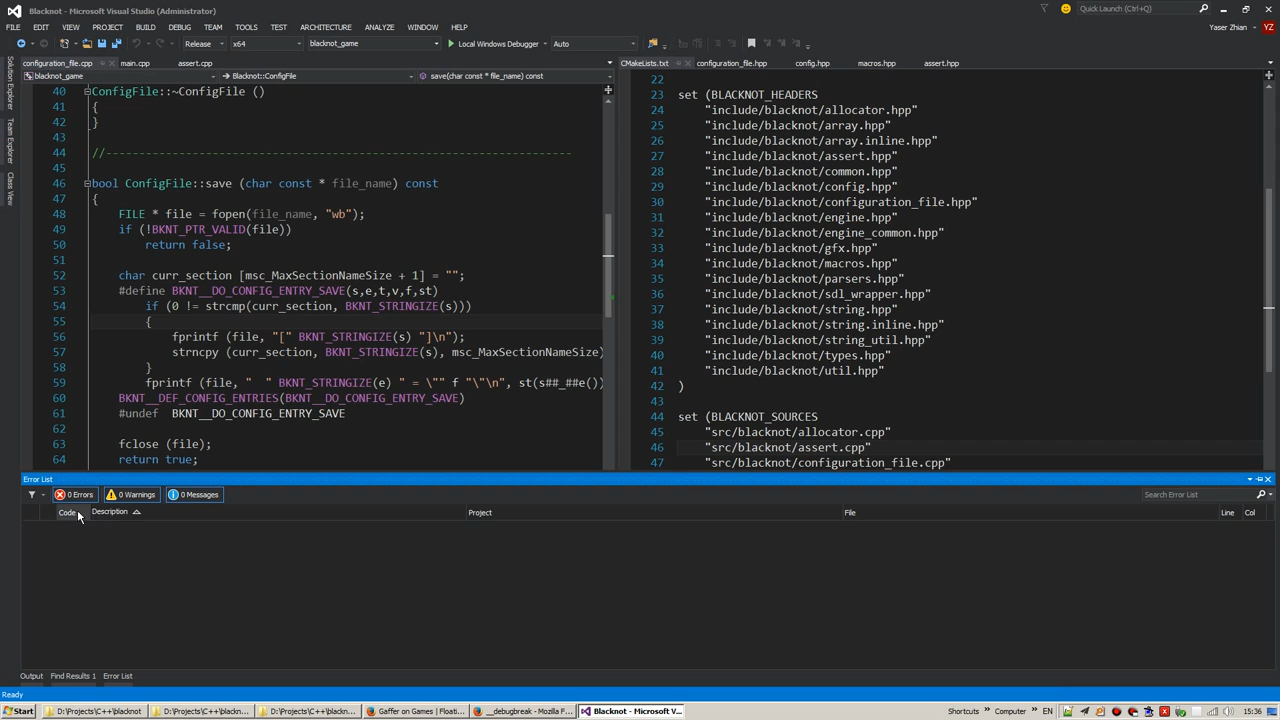 Blacknot - Microsoft Visual Studio (Administrator)
Quick Launch (Ctrl+Q)
FILE EDIT VIEW PROJECT BUILD DEBUG TEAM TOOLS TEST ARCHITECTURE ANALYZE WINDOW HELP
Yaser Zhian
Release x64 blacknot_game Local Windows Debugger Auto
Solution Explorer
Team Explorer
Class View
configuration_file.cpp main.cpp assert.cpp
blacknot_game Blacknot::ConfigFile save(char const * file_name) const
40 ConfigFile::~ConfigFile ()
41 {
42 }
43
44 //-----------------------------------------------------------------------
45
46 bool ConfigFile::save (char const * file_name) const
47 {
48 FILE * file = fopen(file_name, "wb");
49 if (!BKNT_PTR_VALID(file))
50 return false;
51
52 char curr_section [msc_MaxSectionNameSize + 1] = "";
53 #define BKNT__DO_CONFIG_ENTRY_SAVE(s,e,t,v,f,st)
54 if (0 != strcmp(curr_section, BKNT_STRINGIZE(s)))
55 {
56 fprintf (file, "[" BKNT_STRINGIZE(s) "]\n");
57 strncpy (curr_section, BKNT_STRINGIZE(s), msc_MaxSectionNameSize)
58 }
59 fprintf (file, "  " BKNT_STRINGIZE(e) " = \"" f "\"\n", st(s##_##e())
60 BKNT__DEF_CONFIG_ENTRIES(BKNT__DO_CONFIG_ENTRY_SAVE)
61 #undef BKNT__DO_CONFIG_ENTRY_SAVE
62
63 fclose (file);
64 return true;
CMakeLists.txt configuration_file.hpp config.hpp macros.hpp assert.hpp
22
23 set (BLACKNOT_HEADERS
24 "include/blacknot/allocator.hpp"
25 "include/blacknot/array.hpp"
26 "include/blacknot/array.inline.hpp"
27 "include/blacknot/assert.hpp"
28 "include/blacknot/common.hpp"
29 "include/blacknot/config.hpp"
30 "include/blacknot/configuration_file.hpp"
31 "include/blacknot/engine.hpp"
32 "include/blacknot/engine_common.hpp"
33 "include/blacknot/gfx.hpp"
34 "include/blacknot/macros.hpp"
35 "include/blacknot/parsers.hpp"
36 "include/blacknot/sdl_wrapper.hpp"
37 "include/blacknot/string.hpp"
38 "include/blacknot/string.inline.hpp"
39 "include/blacknot/string_util.hpp"
40 "include/blacknot/types.hpp"
41 "include/blacknot/util.hpp"
42 )
43
44 set (BLACKNOT_SOURCES
45 "src/blacknot/allocator.cpp"
46 "src/blacknot/assert.cpp"
47 "src/blacknot/configuration_file.cpp"
Error List
0 Errors 0 Warnings 0 Messages
Search Error List
Code Description Project File Line Col
Output Find Results 1 Error List
Ready
Start D:\Projects\C++\blacknot D:\Projects\C++\blackn... D:\Projects\C++\blackn... Gaffer on Games | Floati... __debugbreak - Mozilla F... Blacknot - Microsoft V... Shortcuts » Computer » EN 15:36